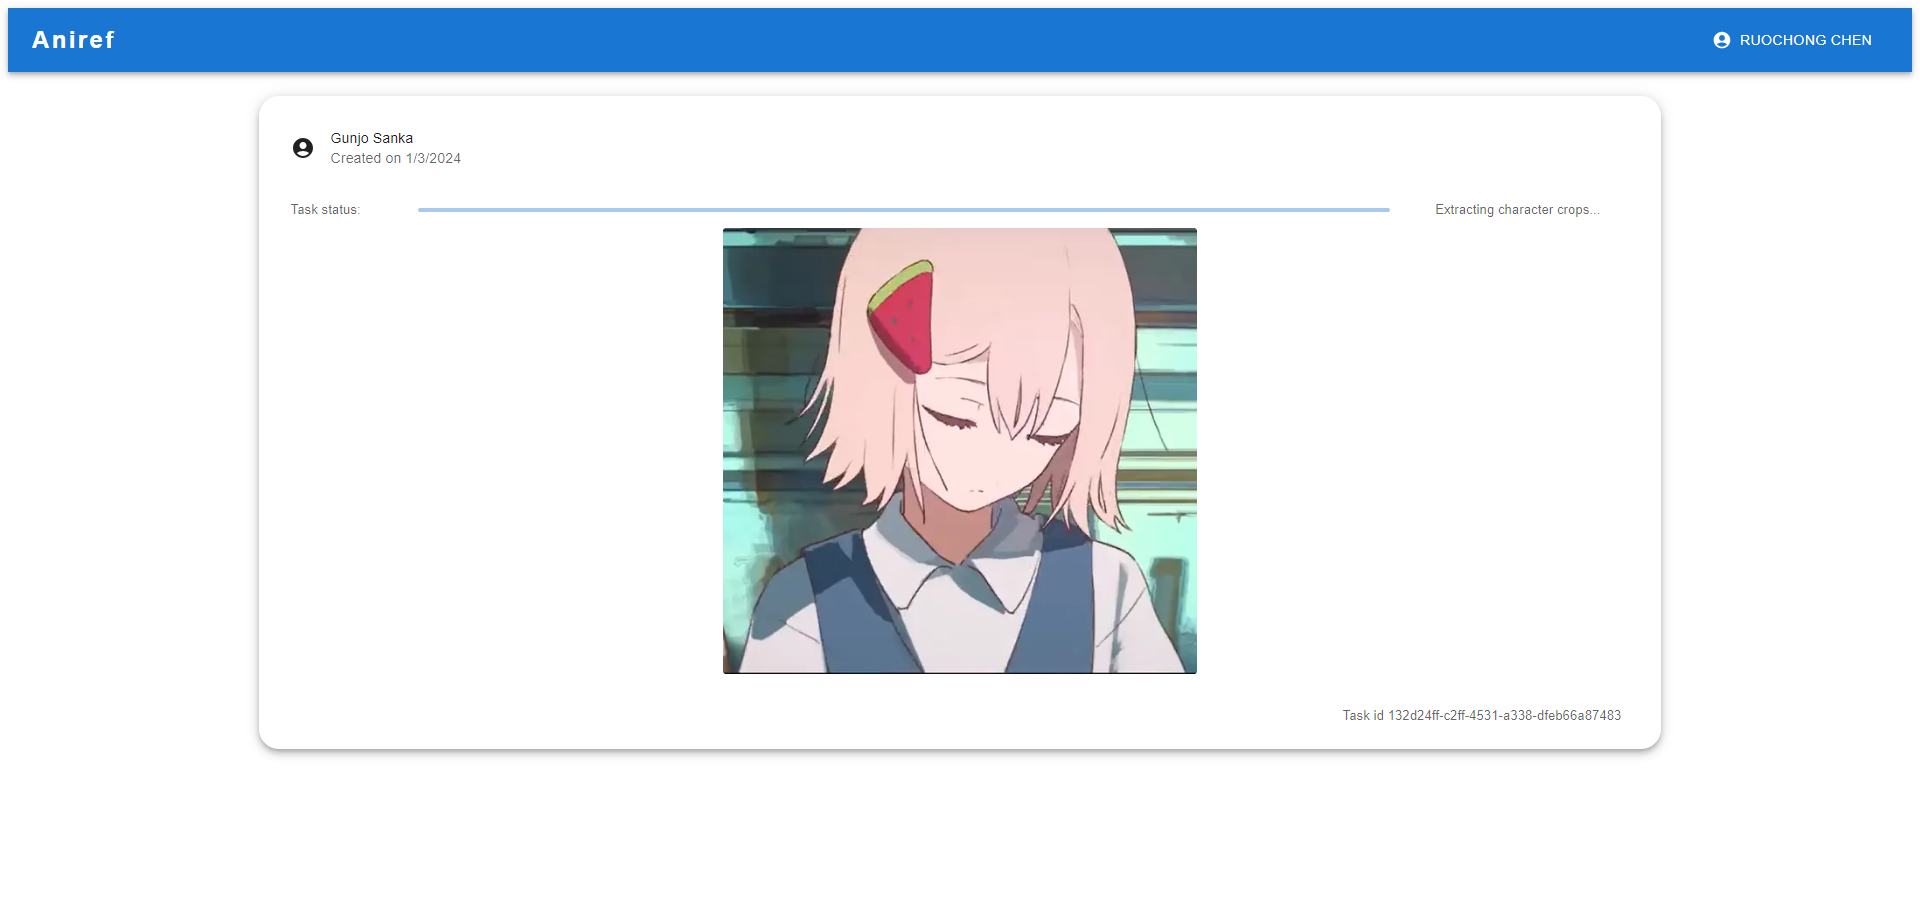 Aniref
RUOCHONG CHEN
Gunjo Sanka
Created on 1/3/2024
Task status:
Extracting character crops...
Task id 132d24ff-c2ff-4531-a338-dfeb66a87483